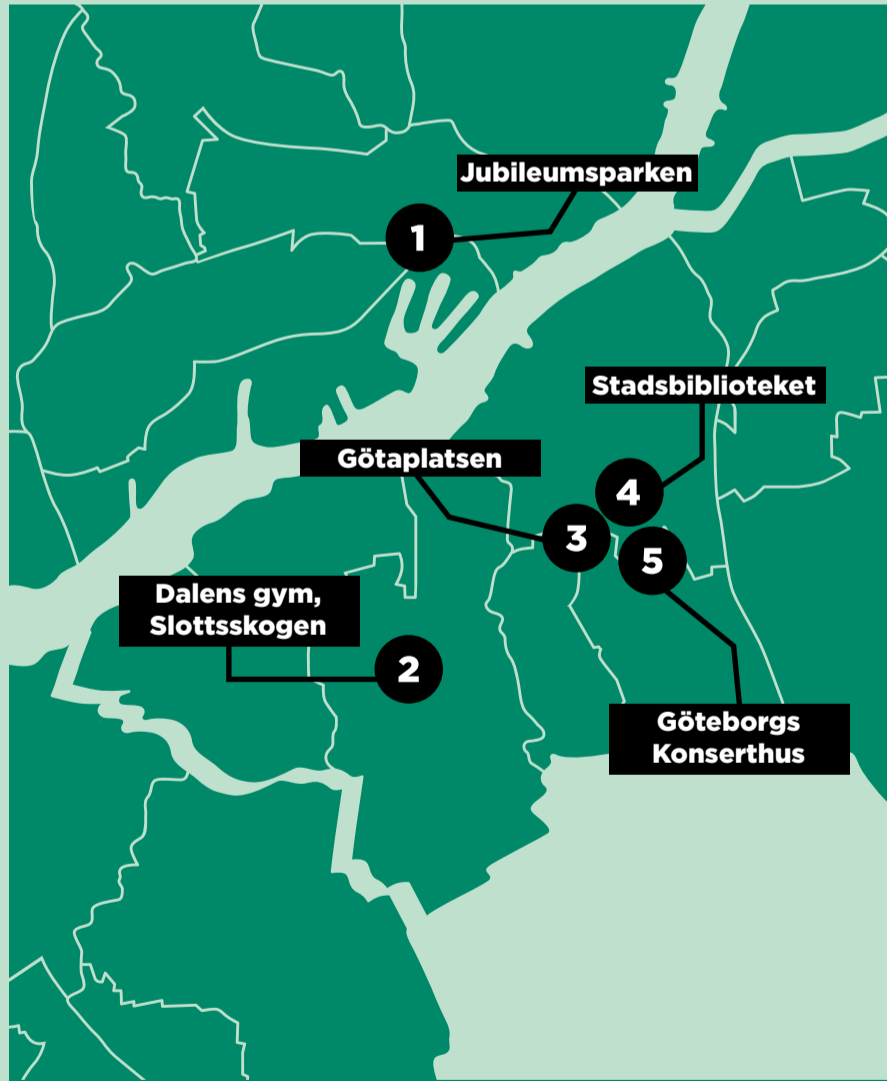 Jubileumsparken
1
Stadsbiblioteket
Götaplatsen
4
3
5
Dalens gym,
Slottsskogen
2
Göteborgs
Konserthus